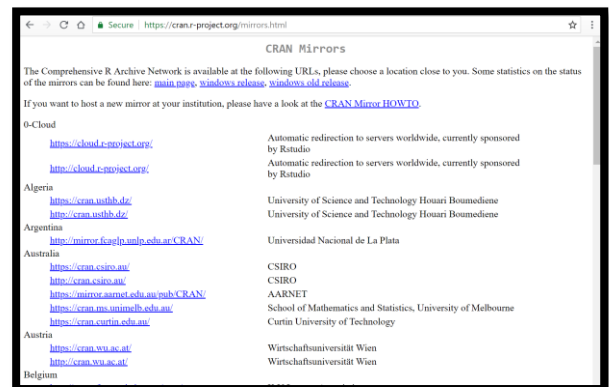 Secure https://cran.r-project.org/mirrors.html
CRAN Mirrors
The Comprehensive R Archive Network is available at the following URLs, please choose a location close to you. Some statistics on the status
of the mirrors can be found here: main page, windows release, windows old release.
If you want to host a new mirror at your institution, please have a look at the CRAN Mirror HOWTO.
0-Cloud
https://cloud.r-project.org/ Automatic redirection to servers worldwide, currently sponsored
by Rstudio
http://cloud.r-project.org/ Automatic redirection to servers worldwide, currently sponsored
by Rstudio
Algeria
https://cran.usthb.dz/ University of Science and Technology Houari Boumediene
http://cran.usthb.dz/ University of Science and Technology Houari Boumediene
Argentina
http://mirror.fcaglp.unlp.edu.ar/CRAN/ Universidad Nacional de La Plata
Australia
https://cran.csiro.au/ CSIRO
http://cran.csiro.au/ CSIRO
https://mirror.aarnet.edu.au/pub/CRAN/ AARNET
https://cran.ms.unimelb.edu.au/ School of Mathematics and Statistics, University of Melbourne
https://cran.curtin.edu.au/ Curtin University of Technology
Austria
https://cran.wu.ac.at/ Wirtschaftsuniversität Wien
http://cran.wu.ac.at/ Wirtschaftsuniversität Wien
Belgium